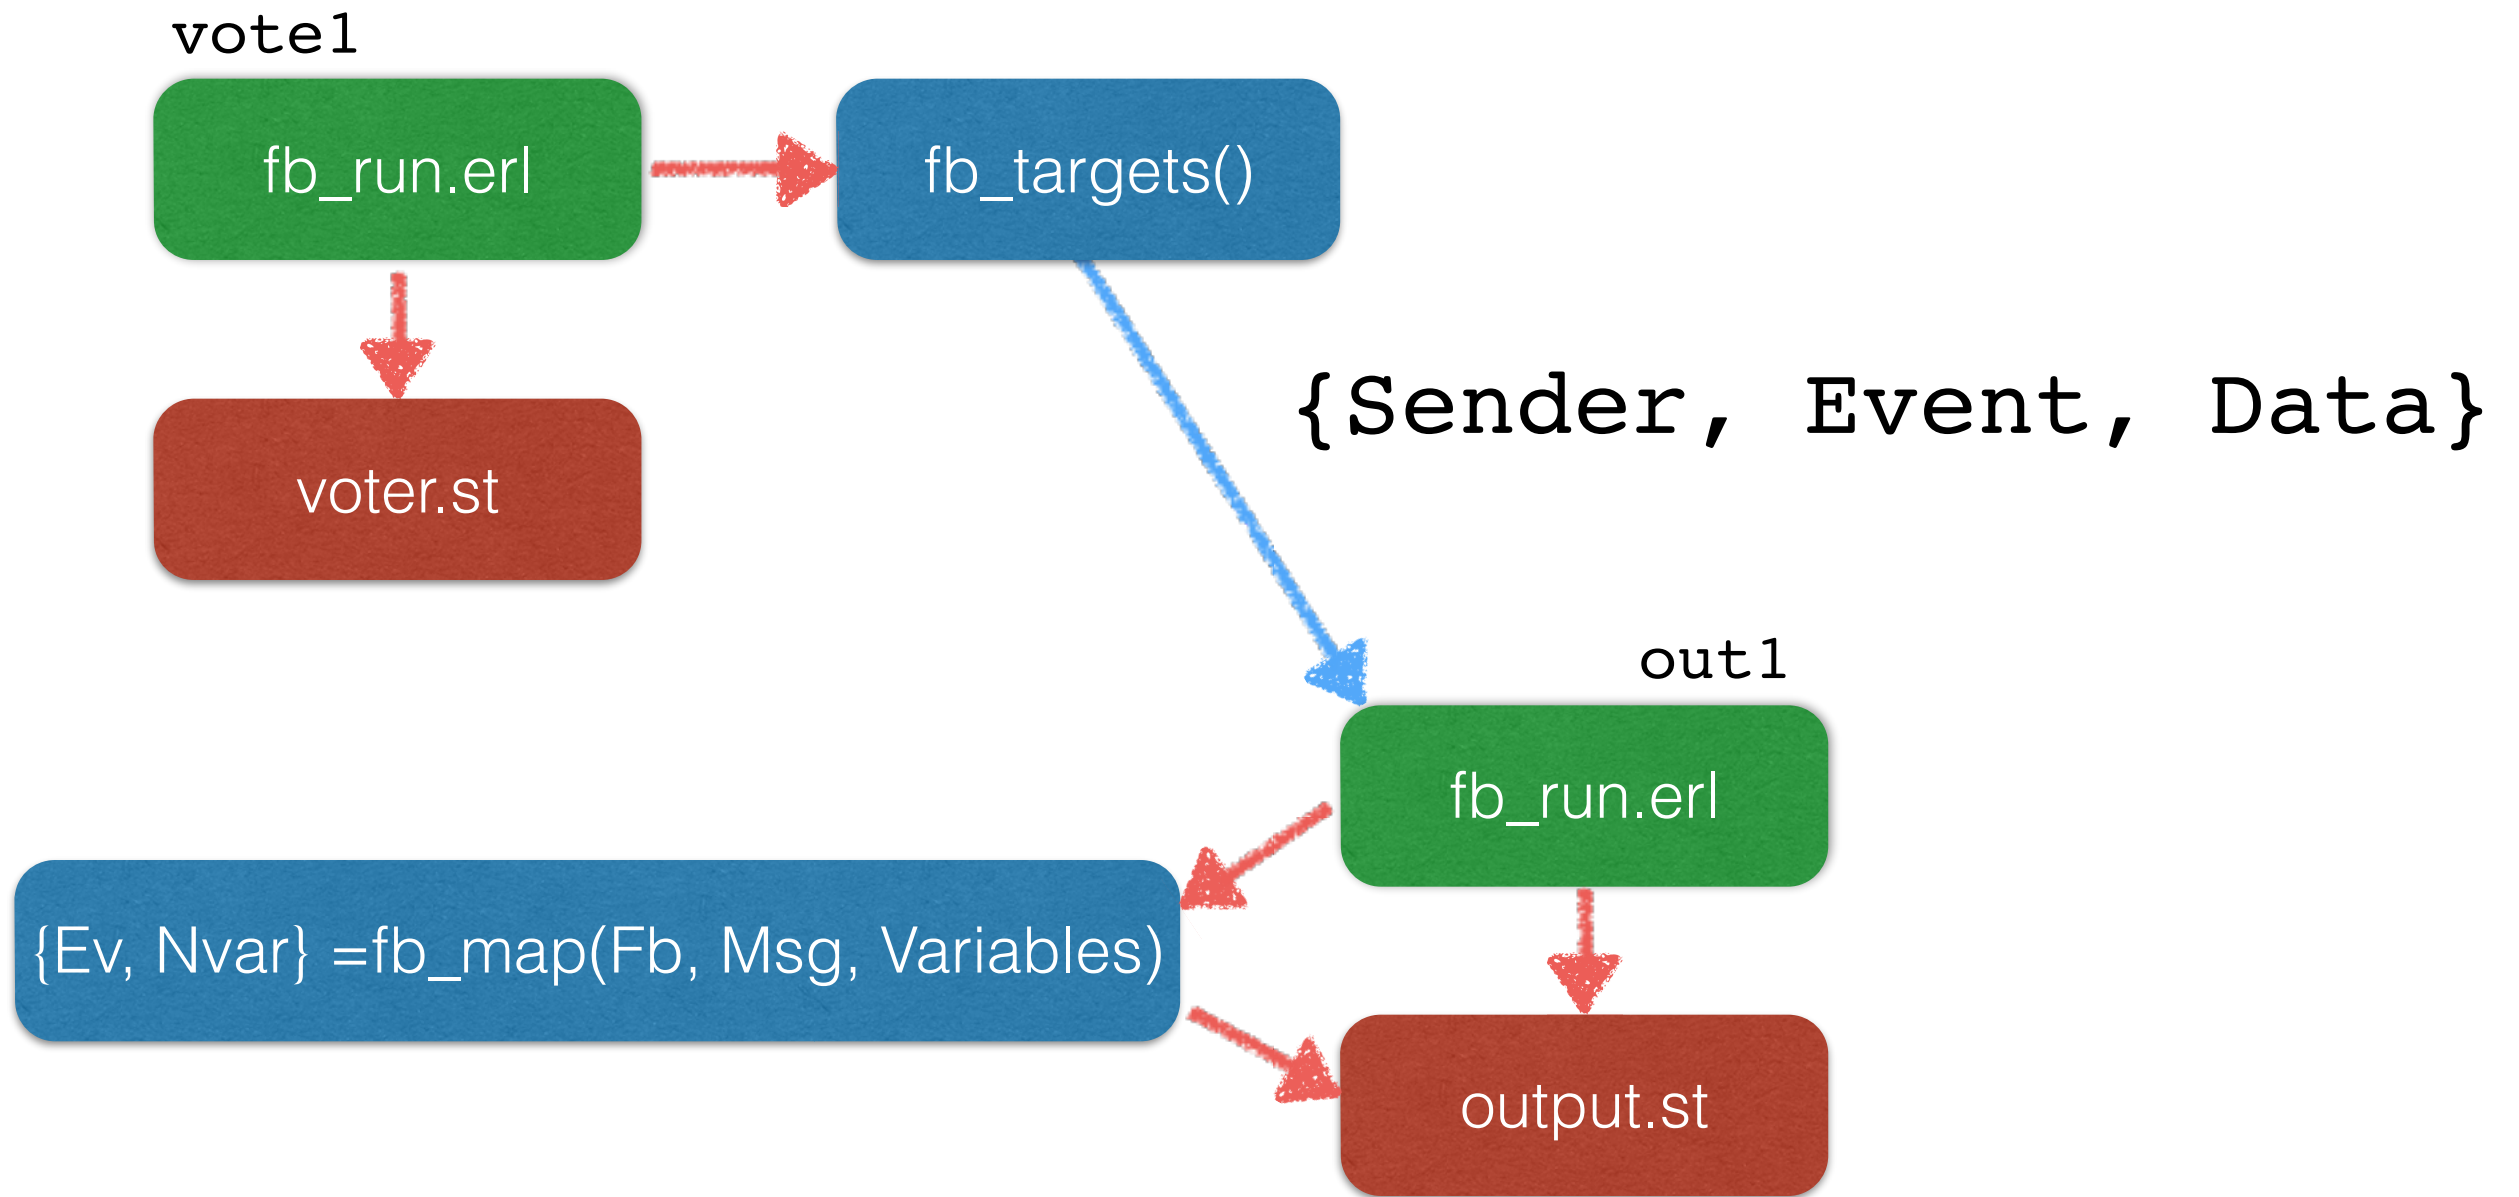 vote1
fb_run.erl
fb_targets()
{Sender, Event, Data}
voter.st
out1
fb_run.erl
{Ev, Nvar} =fb_map(Fb, Msg, Variables)
output.st